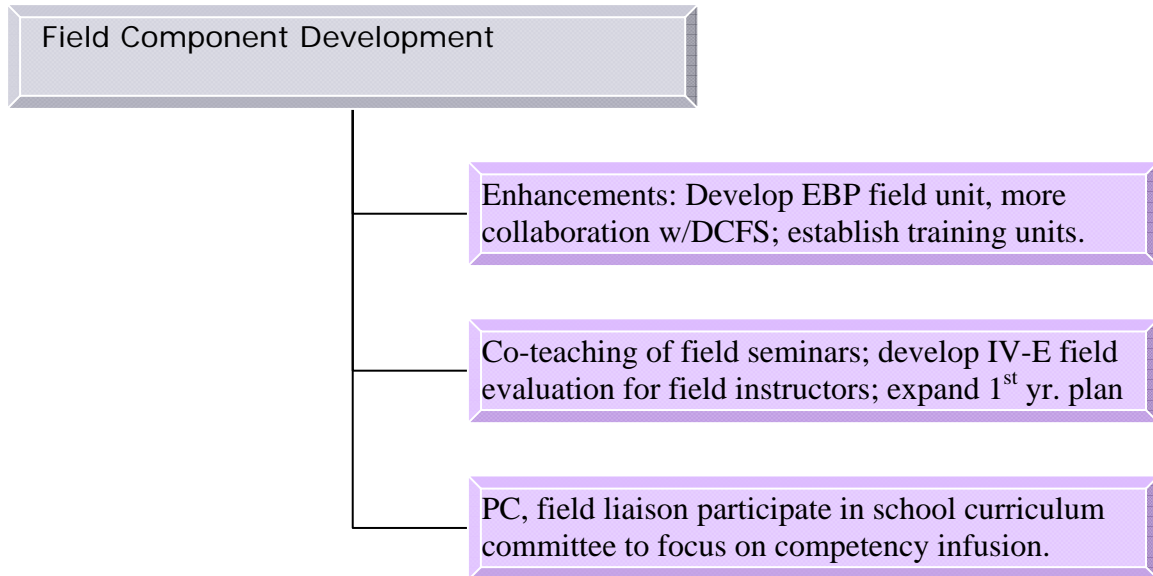 Field Component Development
Enhancements: Develop EBP field unit, more
collaboration w/DCFS; establish training units.
Co-teaching of field seminars; develop IV-E field
evaluation for field instructors; expand 1st yr. plan
PC, field liaison participate in school curriculum
committee to focus on competency infusion.